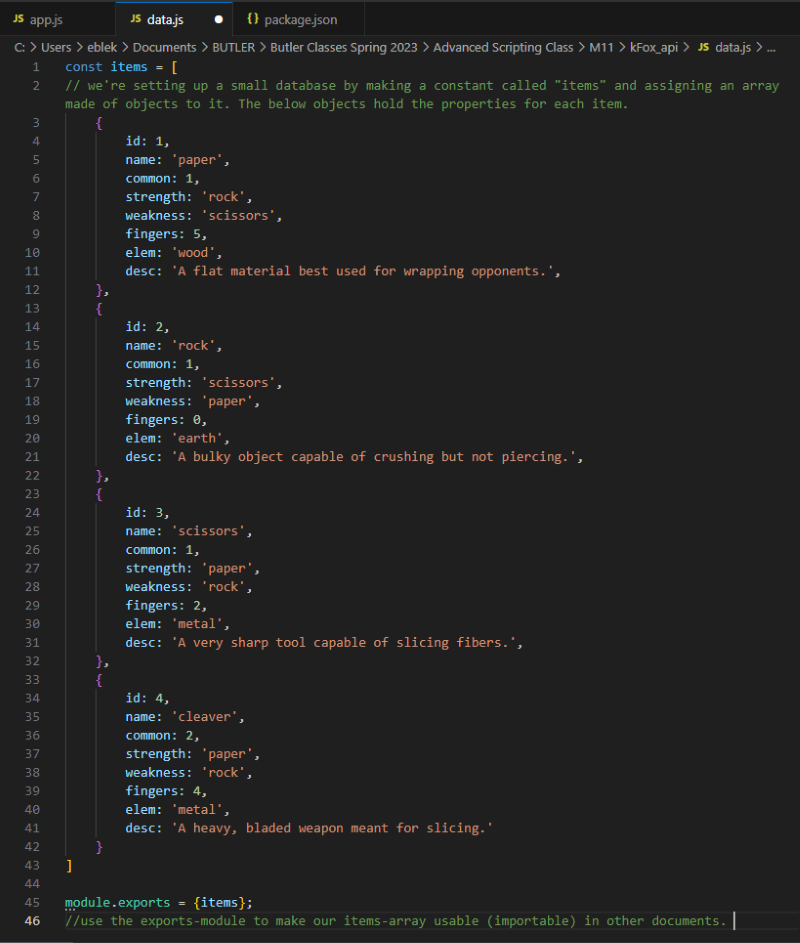 JS app.js JS data.js ● {} package.json
C: > Users > eblek > Documents > BUTLER > Butler Classes Spring 2023 > Advanced Scripting Class > M11 > kFox_api > JS data.js > ...
1 const items = [
2 // we're setting up a small database by making a constant called "items" and assigning an array
made of objects to it. The below objects hold the properties for each item.
3 {
4 id: 1,
5 name: 'paper',
6 common: 1,
7 strength: 'rock',
8 weakness: 'scissors',
9 fingers: 5,
10 elem: 'wood',
11 desc: 'A flat material best used for wrapping opponents.',
12 },
13 {
14 id: 2,
15 name: 'rock',
16 common: 1,
17 strength: 'scissors',
18 weakness: 'paper',
19 fingers: 0,
20 elem: 'earth',
21 desc: 'A bulky object capable of crushing but not piercing.',
22 },
23 {
24 id: 3,
25 name: 'scissors',
26 common: 1,
27 strength: 'paper',
28 weakness: 'rock',
29 fingers: 2,
30 elem: 'metal',
31 desc: 'A very sharp tool capable of slicing fibers.',
32 },
33 {
34 id: 4,
35 name: 'cleaver',
36 common: 2,
37 strength: 'paper',
38 weakness: 'rock',
39 fingers: 4,
40 elem: 'metal',
41 desc: 'A heavy, bladed weapon meant for slicing.'
42 }
43 ]
44
45 module.exports = {items};
46 //use the exports-module to make our items-array usable (importable) in other documents.